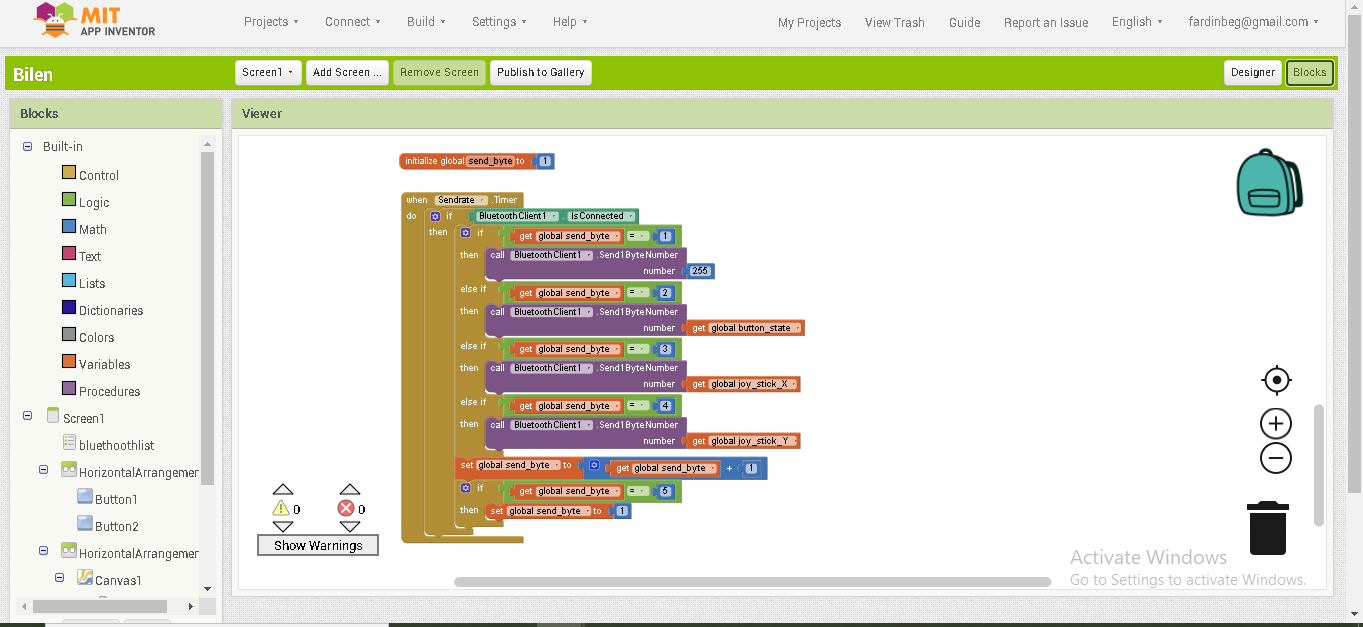 MIT
APP INVENTOR
Projects Connect Build Settings Help My Projects View Trash Guide Report an Issue English fardinbeg@gmail.com
Bilen Screen1 Add Screen ... Remove Screen Publish to Gallery Designer Blocks
Blocks
Built-in
Control
Logic
Math
Text
Lists
Dictionaries
Colors
Variables
Procedures
Screen1
bluethoothlist
HorizontalArrangemer
Button1
Button2
HorizontalArrangemer
Canvas1
Viewer
initialize global send_byte to 1
when Sendrate .Timer
do if BluetoothClient1 . IsConnected
then if get global send_byte = 1
then call BluetoothClient1 .Send1ByteNumber
number 255
else if get global send_byte = 2
then call BluetoothClient1 .Send1ByteNumber
number get global button_state
else if get global send_byte = 3
then call BluetoothClient1 .Send1ByteNumber
number get global joy_stick_X
else if get global send_byte = 4
then call BluetoothClient1 .Send1ByteNumber
number get global joy_stick_Y
set global send_byte to get global send_byte + 1
if get global send_byte = 5
then set global send_byte to 1
0 0
Show Warnings
Activate Windows
Go to Settings to activate Windows.